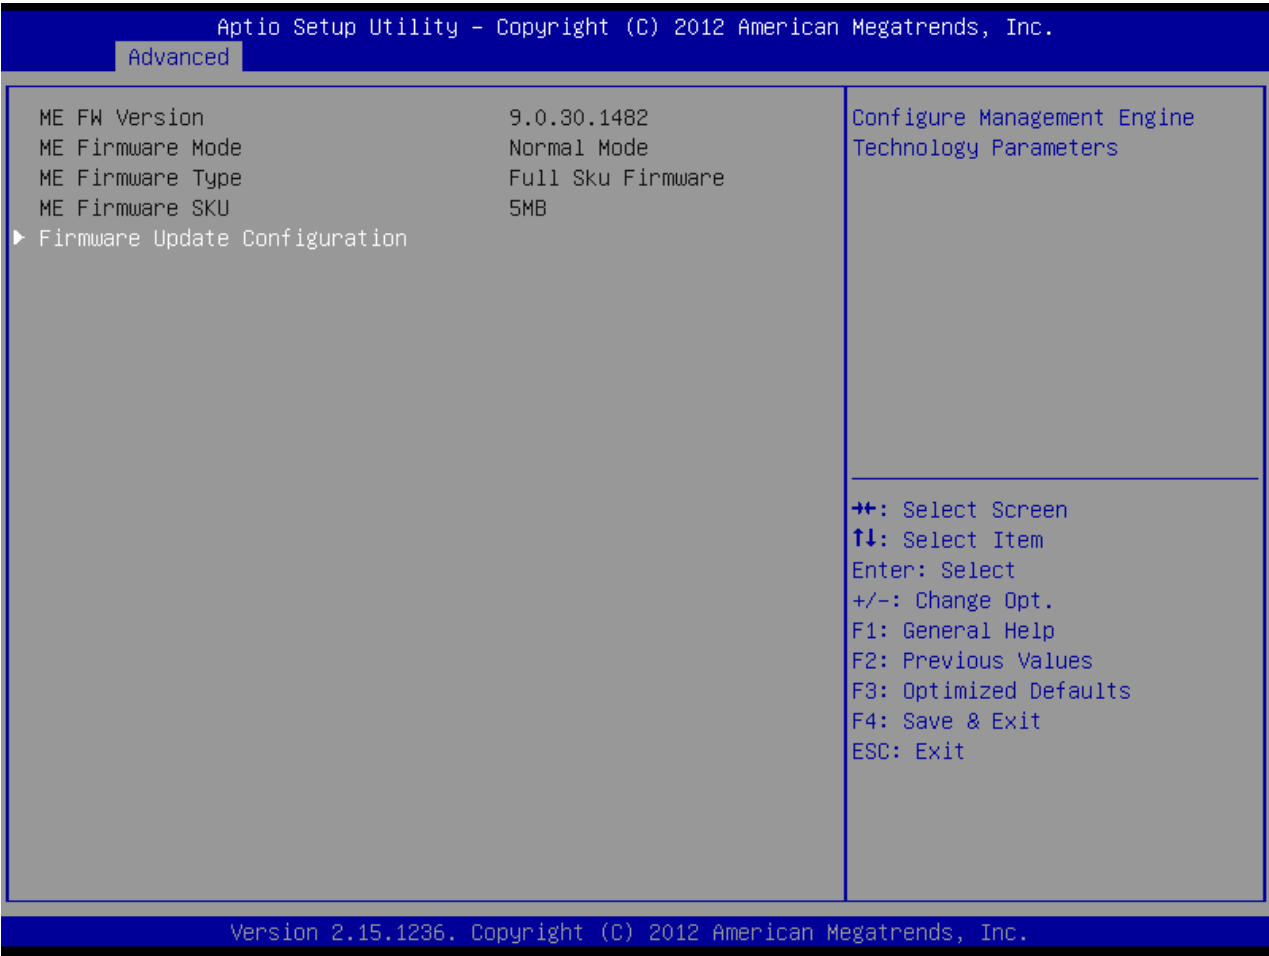 Aptio Setup Utility – Copyright (C) 2012 American Megatrends, Inc.
Advanced
ME FW Version 9.0.30.1482
ME Firmware Mode Normal Mode
ME Firmware Type Full Sku Firmware
ME Firmware SKU 5MB
▶ Firmware Update Configuration
Configure Management Engine
Technology Parameters
→←: Select Screen
↑↓: Select Item
Enter: Select
+/-: Change Opt.
F1: General Help
F2: Previous Values
F3: Optimized Defaults
F4: Save & Exit
ESC: Exit
Version 2.15.1236. Copyright (C) 2012 American Megatrends, Inc.